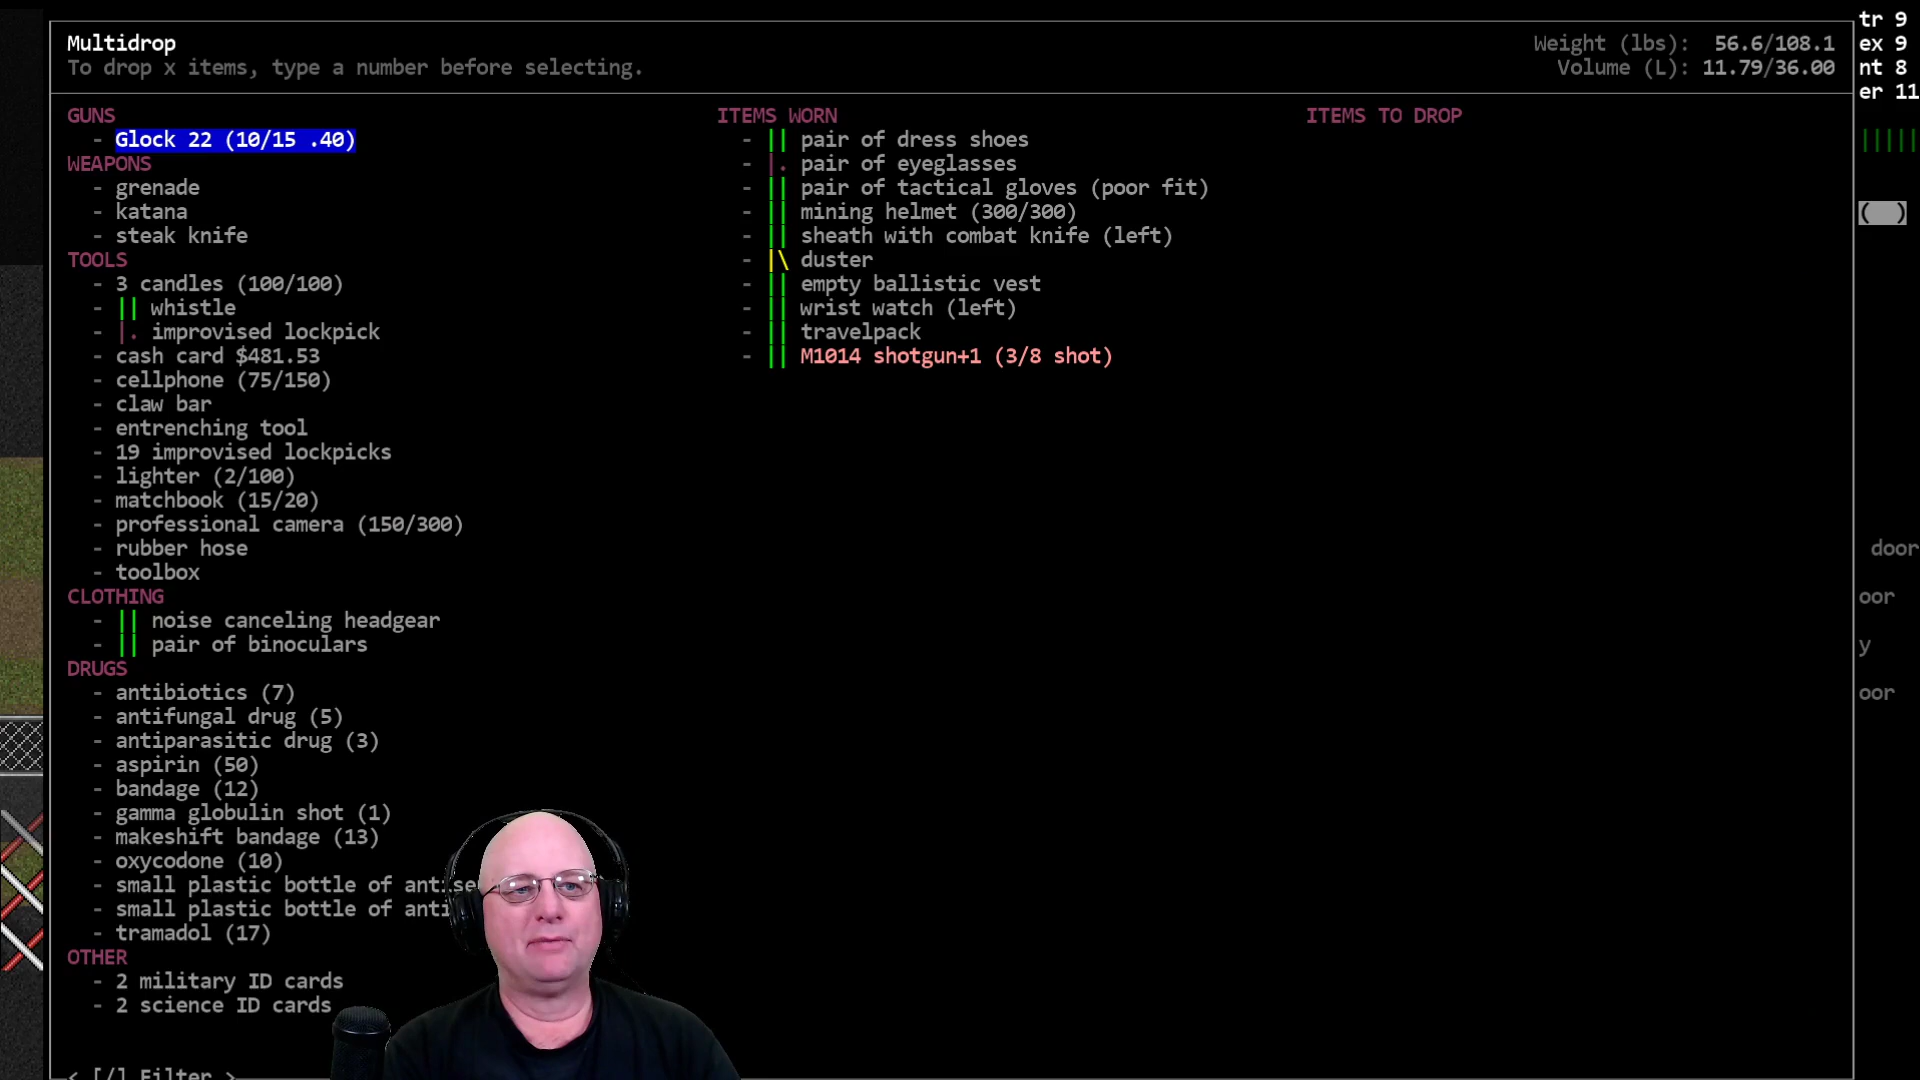 Multidrop
To drop x items, type a number before selecting.
Weight (lbs): 56.6/108.1
Volume (L): 11.79/36.00
GUNS
- Glock 22 (10/15 .40)
WEAPONS
- grenade
- katana
- steak knife
TOOLS
- 3 candles (100/100)
- || whistle
- |. improvised lockpick
- cash card $481.53
- cellphone (75/150)
- claw bar
- entrenching tool
- 19 improvised lockpicks
- lighter (2/100)
- matchbook (15/20)
- professional camera (150/300)
- rubber hose
- toolbox
CLOTHING
- || noise canceling headgear
- || pair of binoculars
DRUGS
- antibiotics (7)
- antifungal drug (5)
- antiparasitic drug (3)
- aspirin (50)
- bandage (12)
- gamma globulin shot (1)
- makeshift bandage (13)
- oxycodone (10)
- small plastic bottle of antise
- small plastic bottle of anti
- tramadol (17)
OTHER
- 2 military ID cards
- 2 science ID cards
< [/] Filter >
ITEMS WORN
- || pair of dress shoes
- |. pair of eyeglasses
- || pair of tactical gloves (poor fit)
- || mining helmet (300/300)
- || sheath with combat knife (left)
- |\ duster
- || empty ballistic vest
- || wrist watch (left)
- || travelpack
- || M1014 shotgun+1 (3/8 shot)
ITEMS TO DROP
tr 9
ex 9
nt 8
er 11
|||||
( )
door
oor
y
oor